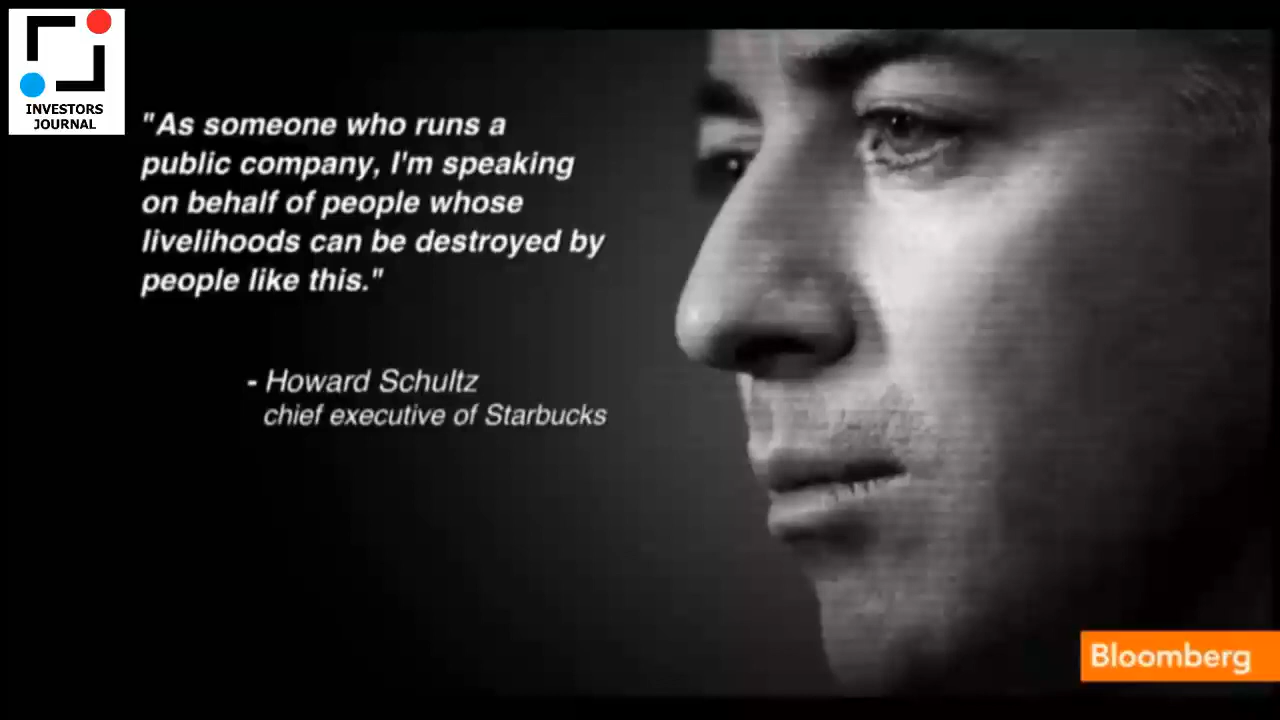 INVESTORS
JOURNAL
"As someone who runs a
public company, I'm speaking
on behalf of people whose
livelihoods can be destroyed by
people like this."
- Howard Schultz
chief executive of Starbucks
Bloomberg